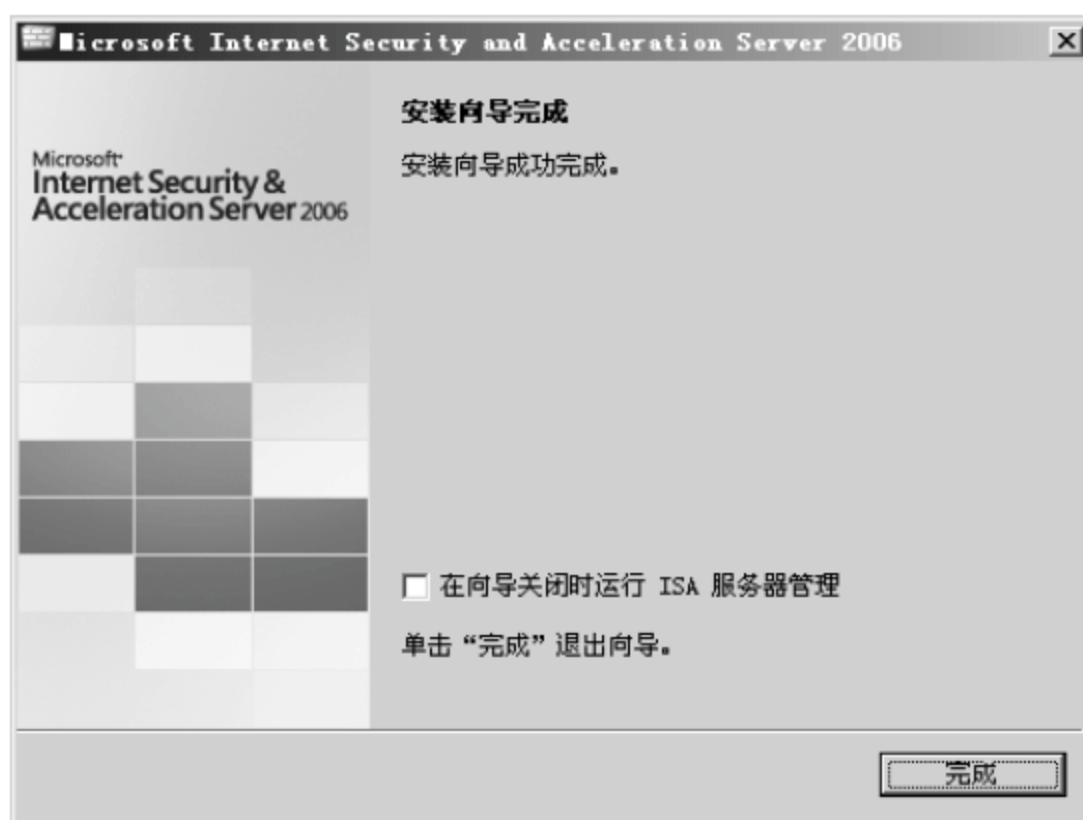 Microsoft Internet Security and Acceleration Server 2006
安装向导完成
安装向导成功完成。
Microsoft
Internet Security &
Acceleration Server 2006
在向导关闭时运行 ISA 服务器管理
单击“完成”退出向导。
完成